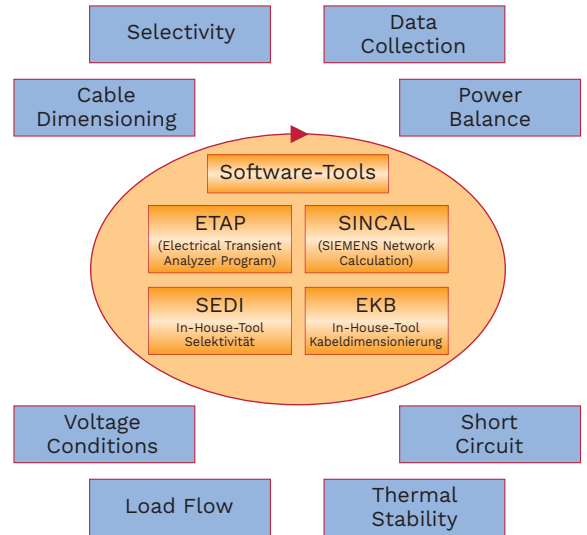 Selectivity
Data
Collection
Cable
Dimensioning
Power
Balance
Software-Tools
ETAP
(Electrical Transient
Analyzer Program)
SINCAL
(SIEMENS Network
Calculation)
SEDI
In-House-Tool
Selektivität
EKB
In-House-Tool
Kabeldimensionierung
Voltage
Conditions
Short
Circuit
Load Flow
Thermal
Stability